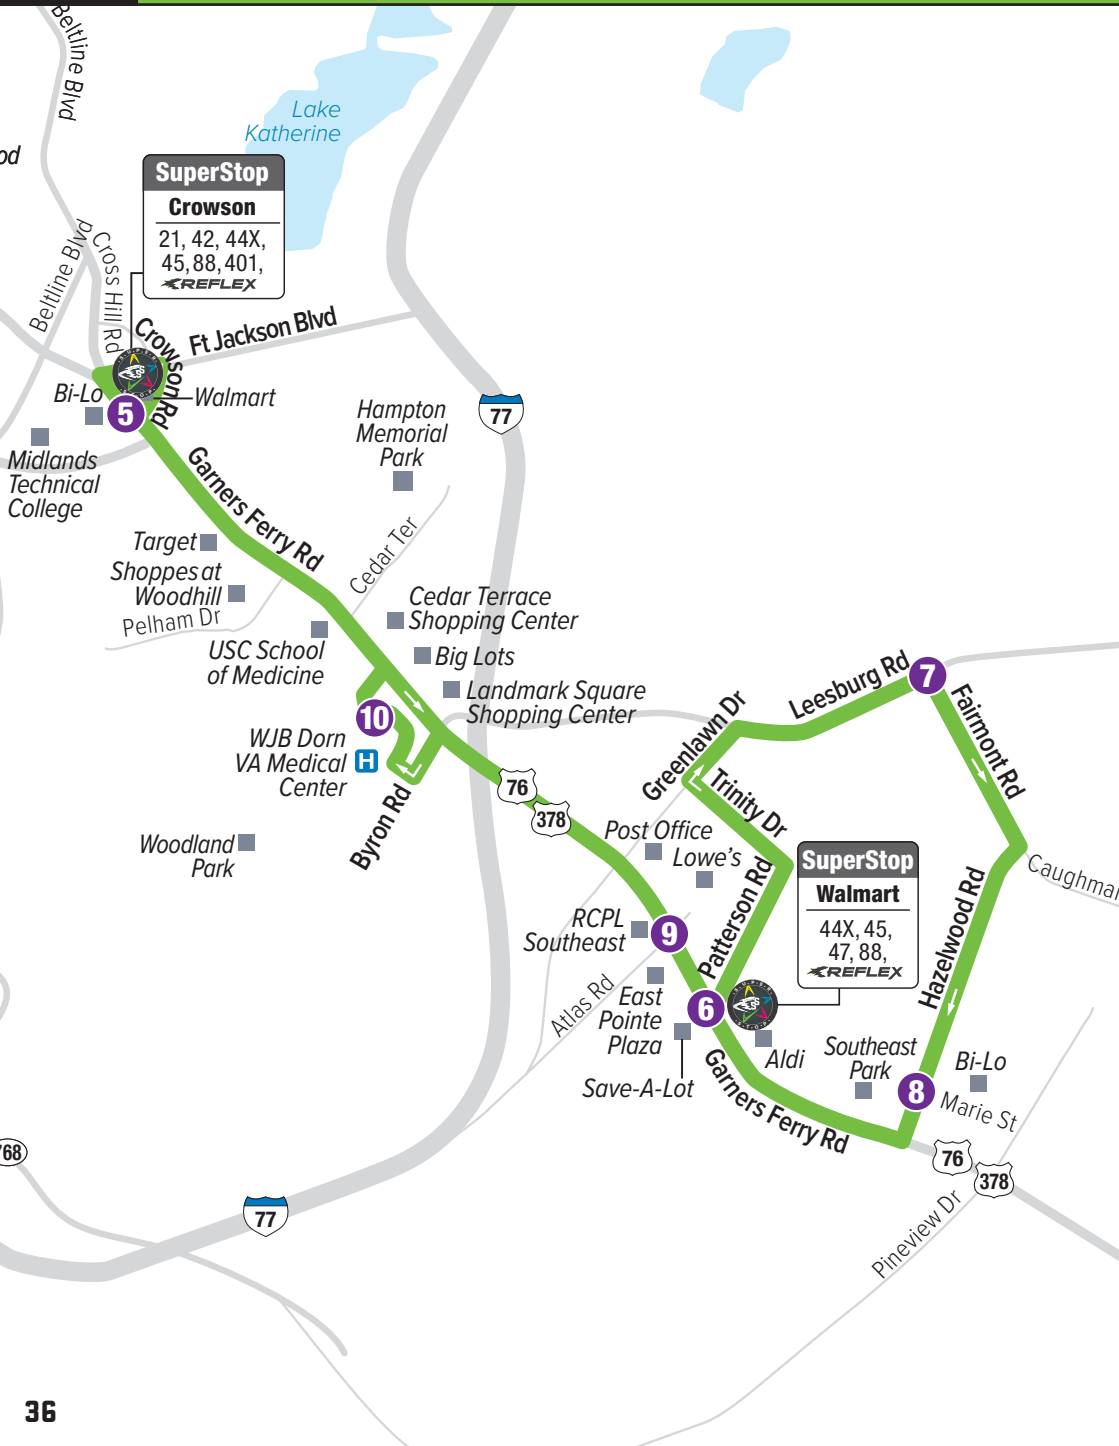 Beltline Blvd
Lake
Katherine
od
SuperStop
Crowson
21, 42, 44X,
45, 88, 401,
REFLEX
Beltline Blvd
Cross Hill Rd
Crowson Rd
Ft Jackson Blvd
Bi-Lo
5
Walmart
77
Hampton
Memorial
Park
Midlands
Technical
College
Garners Ferry Rd
Target
Shoppes at
Woodhill
Pelham Dr
Cedar Ter
USC School
of Medicine
Cedar Terrace
Shopping Center
Big Lots
Landmark Square
Shopping Center
10
WJB Dorn
VA Medical
Center
H
Byron Rd
Woodland
Park
76
378
Leesburg Rd
7
Fairmont Rd
Greenlawn Dr
Trinity Dr
Post Office
Lowe's
Patterson Rd
SuperStop
Walmart
44X, 45,
47, 88,
REFLEX
Caughman
Hazelwood Rd
RCPL
Southeast
9
East
Pointe
Plaza
Atlas Rd
6
Save-A-Lot
Aldi
Garners Ferry Rd
Southeast
Park
8
Bi-Lo
Marie St
76
378
Pineview Dr
768
77
36